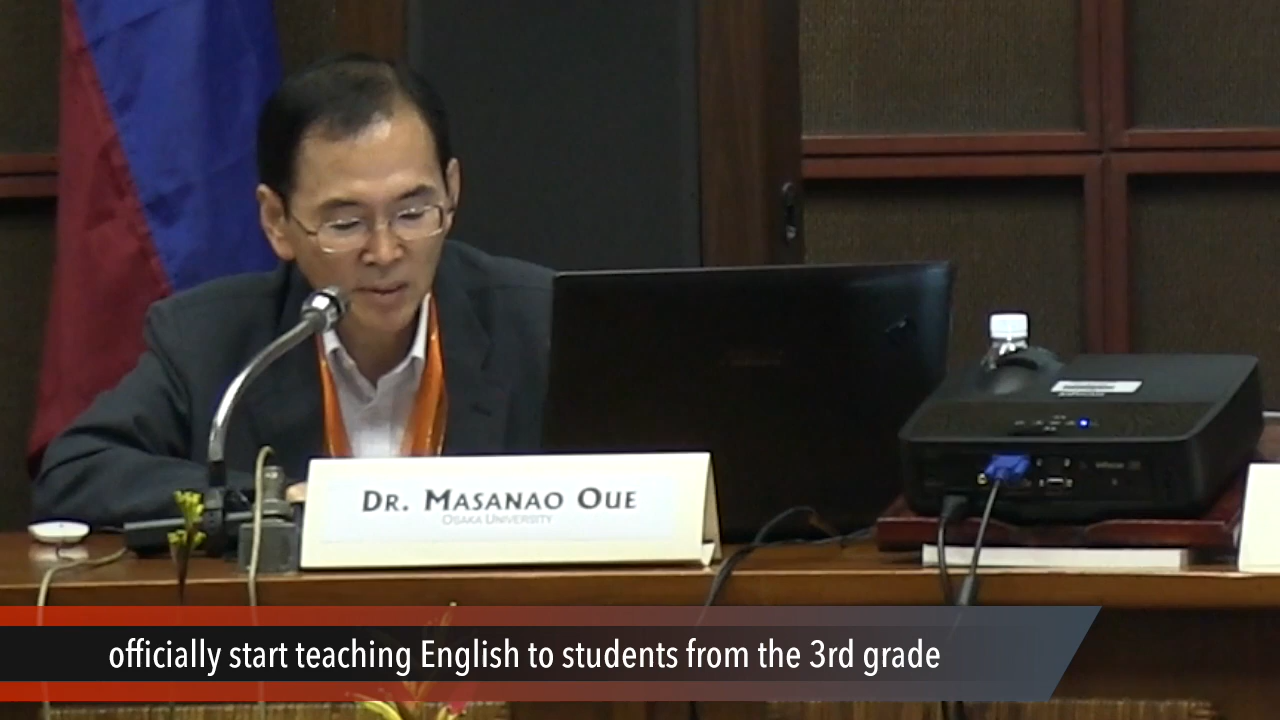 DR. MASANAO OUE
OSAKA UNIVERSITY
officially start teaching English to students from the 3rd grade